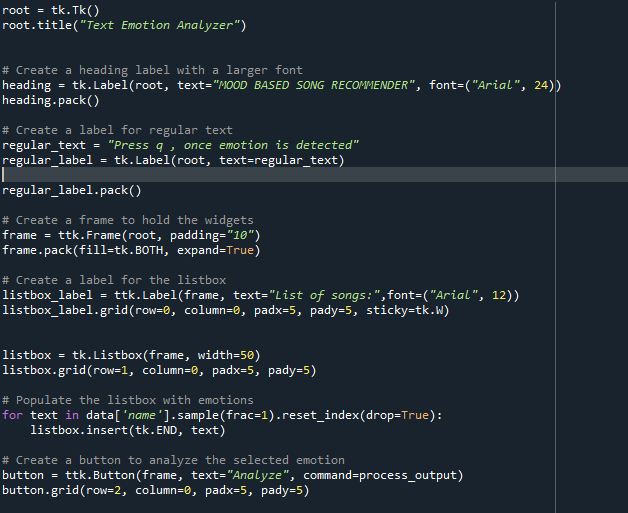 root = tk.Tk()
root.title("Text Emotion Analyzer")
# Create a heading label with a larger font
heading = tk.Label(root, text="MOOD BASED SONG RECOMMENDER", font=("Arial", 24))
heading.pack()
# Create a label for regular text
regular_text = "Press q , once emotion is detected"
regular_label = tk.Label(root, text=regular_text)
regular_label.pack()
# Create a frame to hold the widgets
frame = ttk.Frame(root, padding="10")
frame.pack(fill=tk.BOTH, expand=True)
# Create a label for the listbox
listbox_label = ttk.Label(frame, text="List of songs:",font=("Arial", 12))
listbox_label.grid(row=0, column=0, padx=5, pady=5, sticky=tk.W)
listbox = tk.Listbox(frame, width=50)
listbox.grid(row=1, column=0, padx=5, pady=5)
# Populate the listbox with emotions
for text in data['name'].sample(frac=1).reset_index(drop=True):
    listbox.insert(tk.END, text)
# Create a button to analyze the selected emotion
button = ttk.Button(frame, text="Analyze", command=process_output)
button.grid(row=2, column=0, padx=5, pady=5)